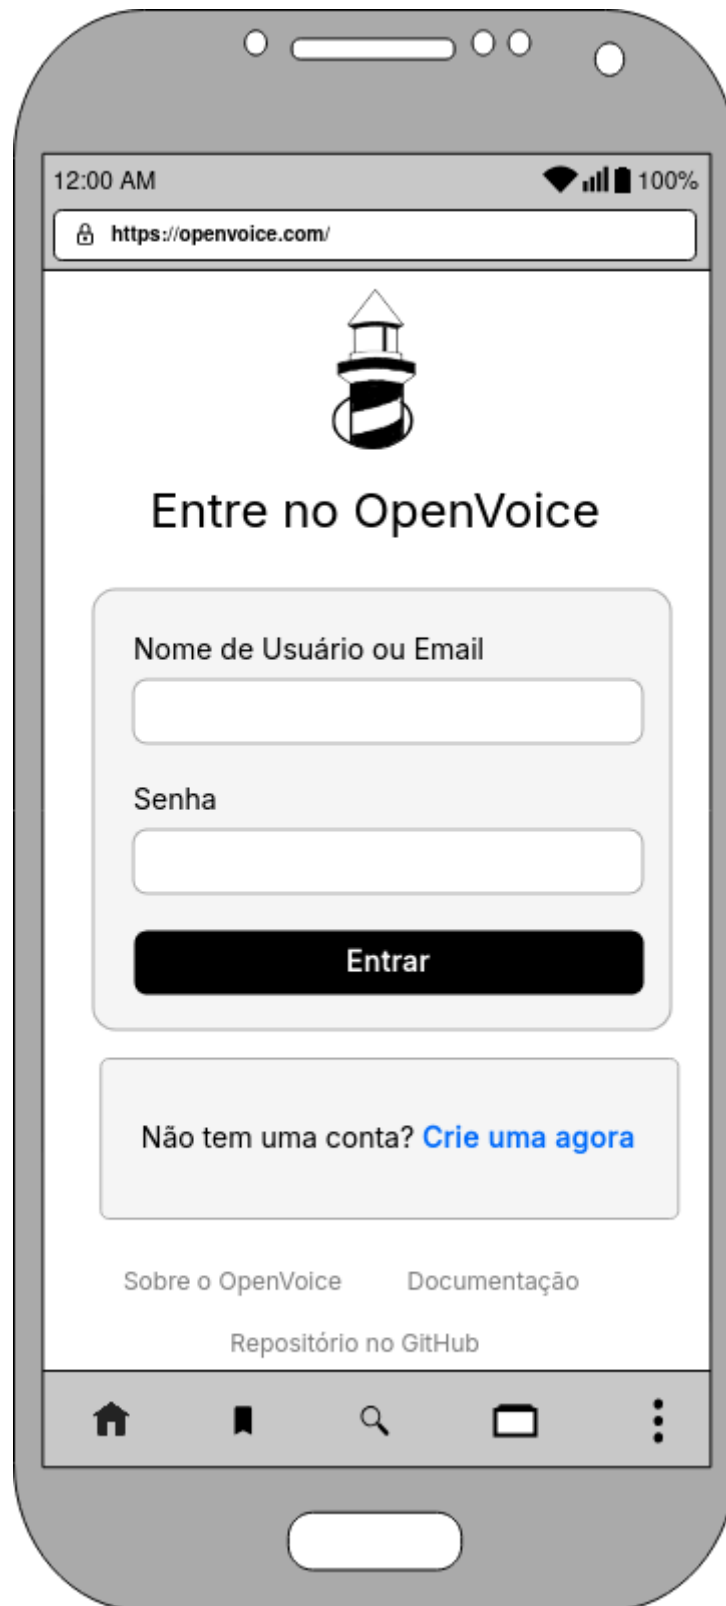 12:00 AM 100%
https://openvoice.com/
Entre no OpenVoice
Nome de Usuário ou Email
Senha
Entrar
Não tem uma conta? Crie uma agora
Sobre o OpenVoice Documentação
Repositório no GitHub